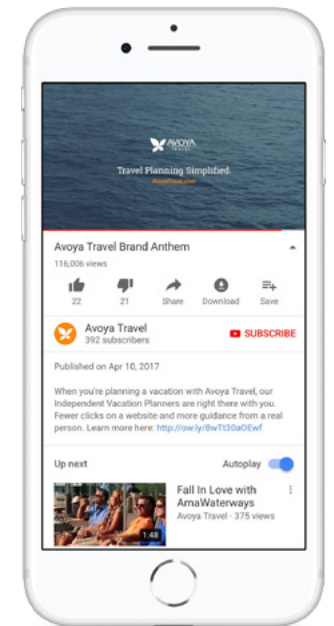 AVOYA
TRAVEL
Travel Planning Simplified.
AvoyaTravel.com
Avoya Travel Brand Anthem
116,006 views
22
21
Share
Download
Save
Avoya Travel
392 subscribers
SUBSCRIBE
Published on Apr 10, 2017
When you're planning a vacation with Avoya Travel, our
Independent Vacation Planners are right there with you.
Fewer clicks on a website and more guidance from a real
person. Learn more here: http://ow.ly/8wTt30aOEwf
Up next
Autoplay
Fall In Love with
AmaWaterways
Avoya Travel - 375 views
1:48